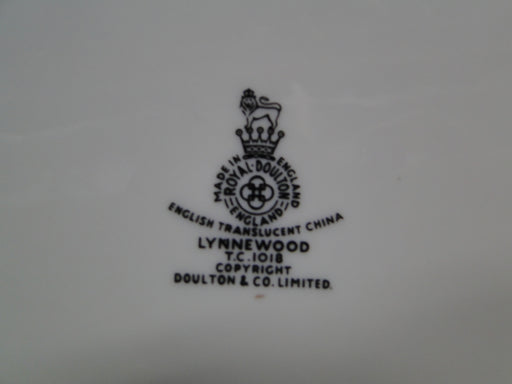 MADE IN ENGLAND
ROYAL·DOULTON
ENGLAND
ENGLISH TRANSLUCENT CHINA
LYNNEWOOD
T.C.1018
COPYRIGHT
DOULTON & CO. LIMITED.